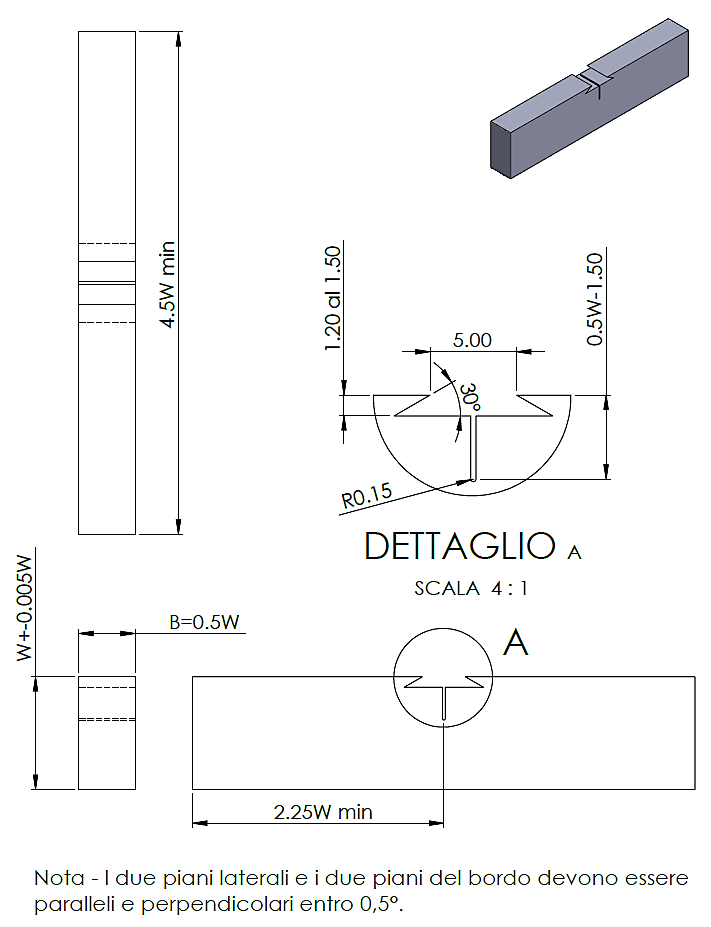 4.5W min
1.20 al 1.50
5.00
0.5W-1.50
30°
R0.15
DETTAGLIO A
SCALA 4 : 1
W+-0.005W
B=0.5W
A
2.25W min
Nota - I due piani laterali e i due piani del bordo devono essere
paralleli e perpendicolari entro 0,5°.